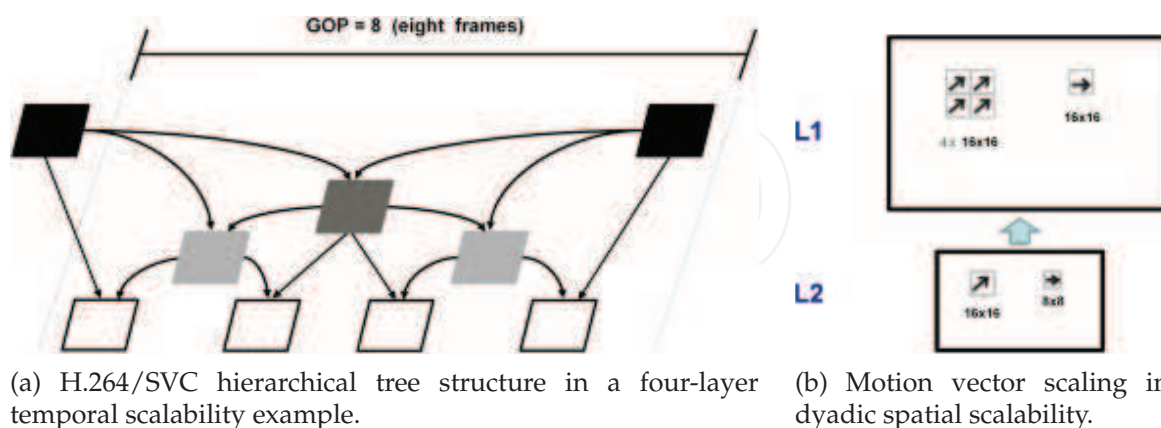 GOP = 8 (eight frames)
L1
4x 16x16
16x16
L2
16x16
8x8
(a) H.264/SVC hierarchical tree structure in a four-layer
temporal scalability example.
(b) Motion vector scaling in
dyadic spatial scalability.